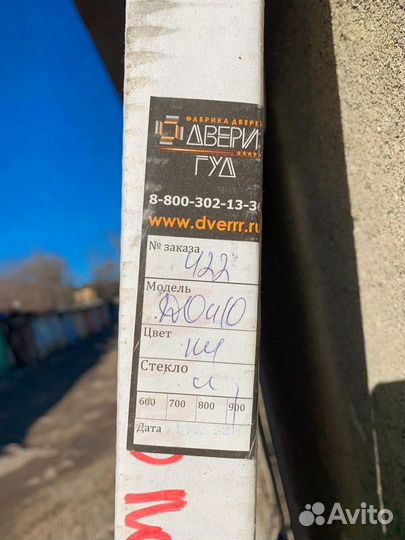 ФАБРИКА ДВЕРЕ
ДВЕРИ
ГУД
8-800-302-13-3
www.dverrr.ru
№ заказа 422
Модель
Цвет
Стекло
600 700 800 900
Дата
Avito